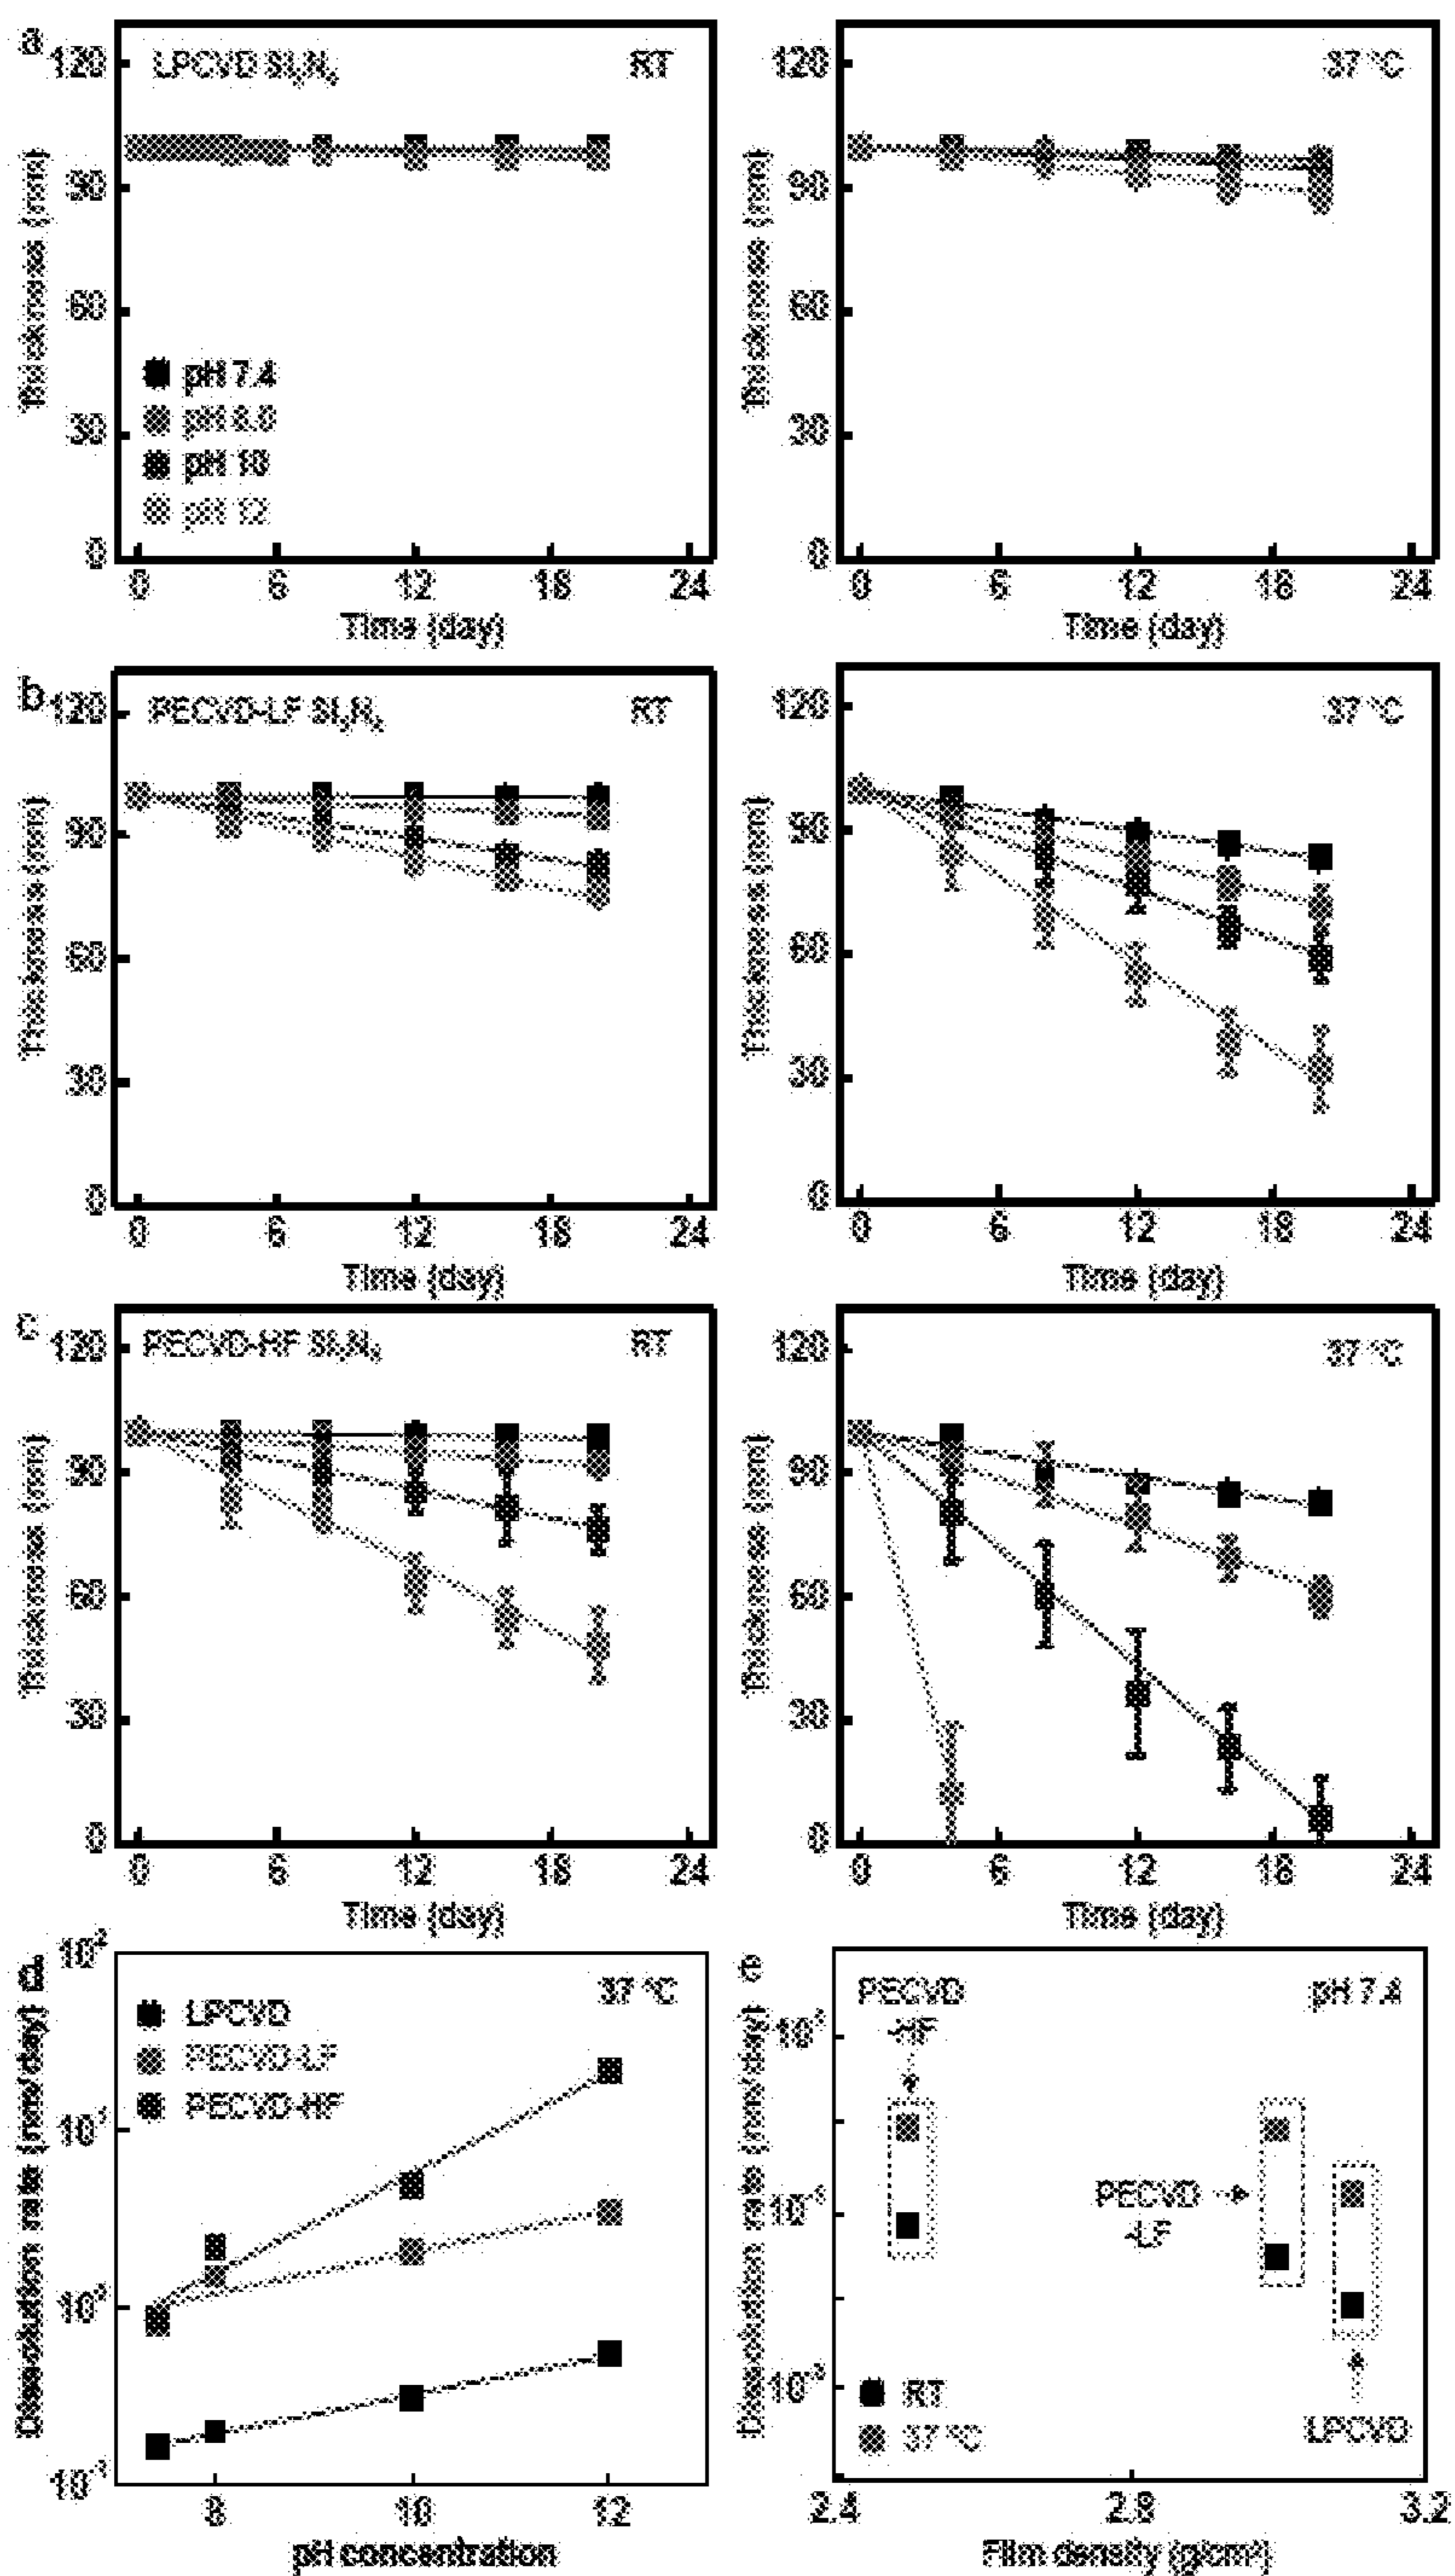 a
LPCVD Si₃N₄
RT
120
90
60
30
0
Thickness (nm)
pH 7.4
pH 8.0
pH 10
pH 12
0 6 12 18 24
Time (day)
37 °C
120
90
60
30
0
Thickness (nm)
0 6 12 18 24
Time (day)
b
PECVD-LF Si₃N₄
RT
120
90
60
30
0
Thickness (nm)
0 6 12 18 24
Time (day)
37 °C
120
90
60
30
0
Thickness (nm)
0 6 12 18 24
Time (day)
c
PECVD-HF Si₃N₄
RT
120
90
60
30
0
Thickness (nm)
0 6 12 18 24
Time (day)
37 °C
120
90
60
30
0
Thickness (nm)
0 6 12 18 24
Time (day)
37 °C
LPCVD
PECVD-LF
PECVD-HF
Dissolution rate (nm/day)
8 10 12
pH concentration
e
PECVD
-HF
pH 7.4
PECVD
-LF
LPCVD
RT
37 °C
Dissolution rate (nm/day)
2.4 2.8 3.2
Film density (g/cm³)